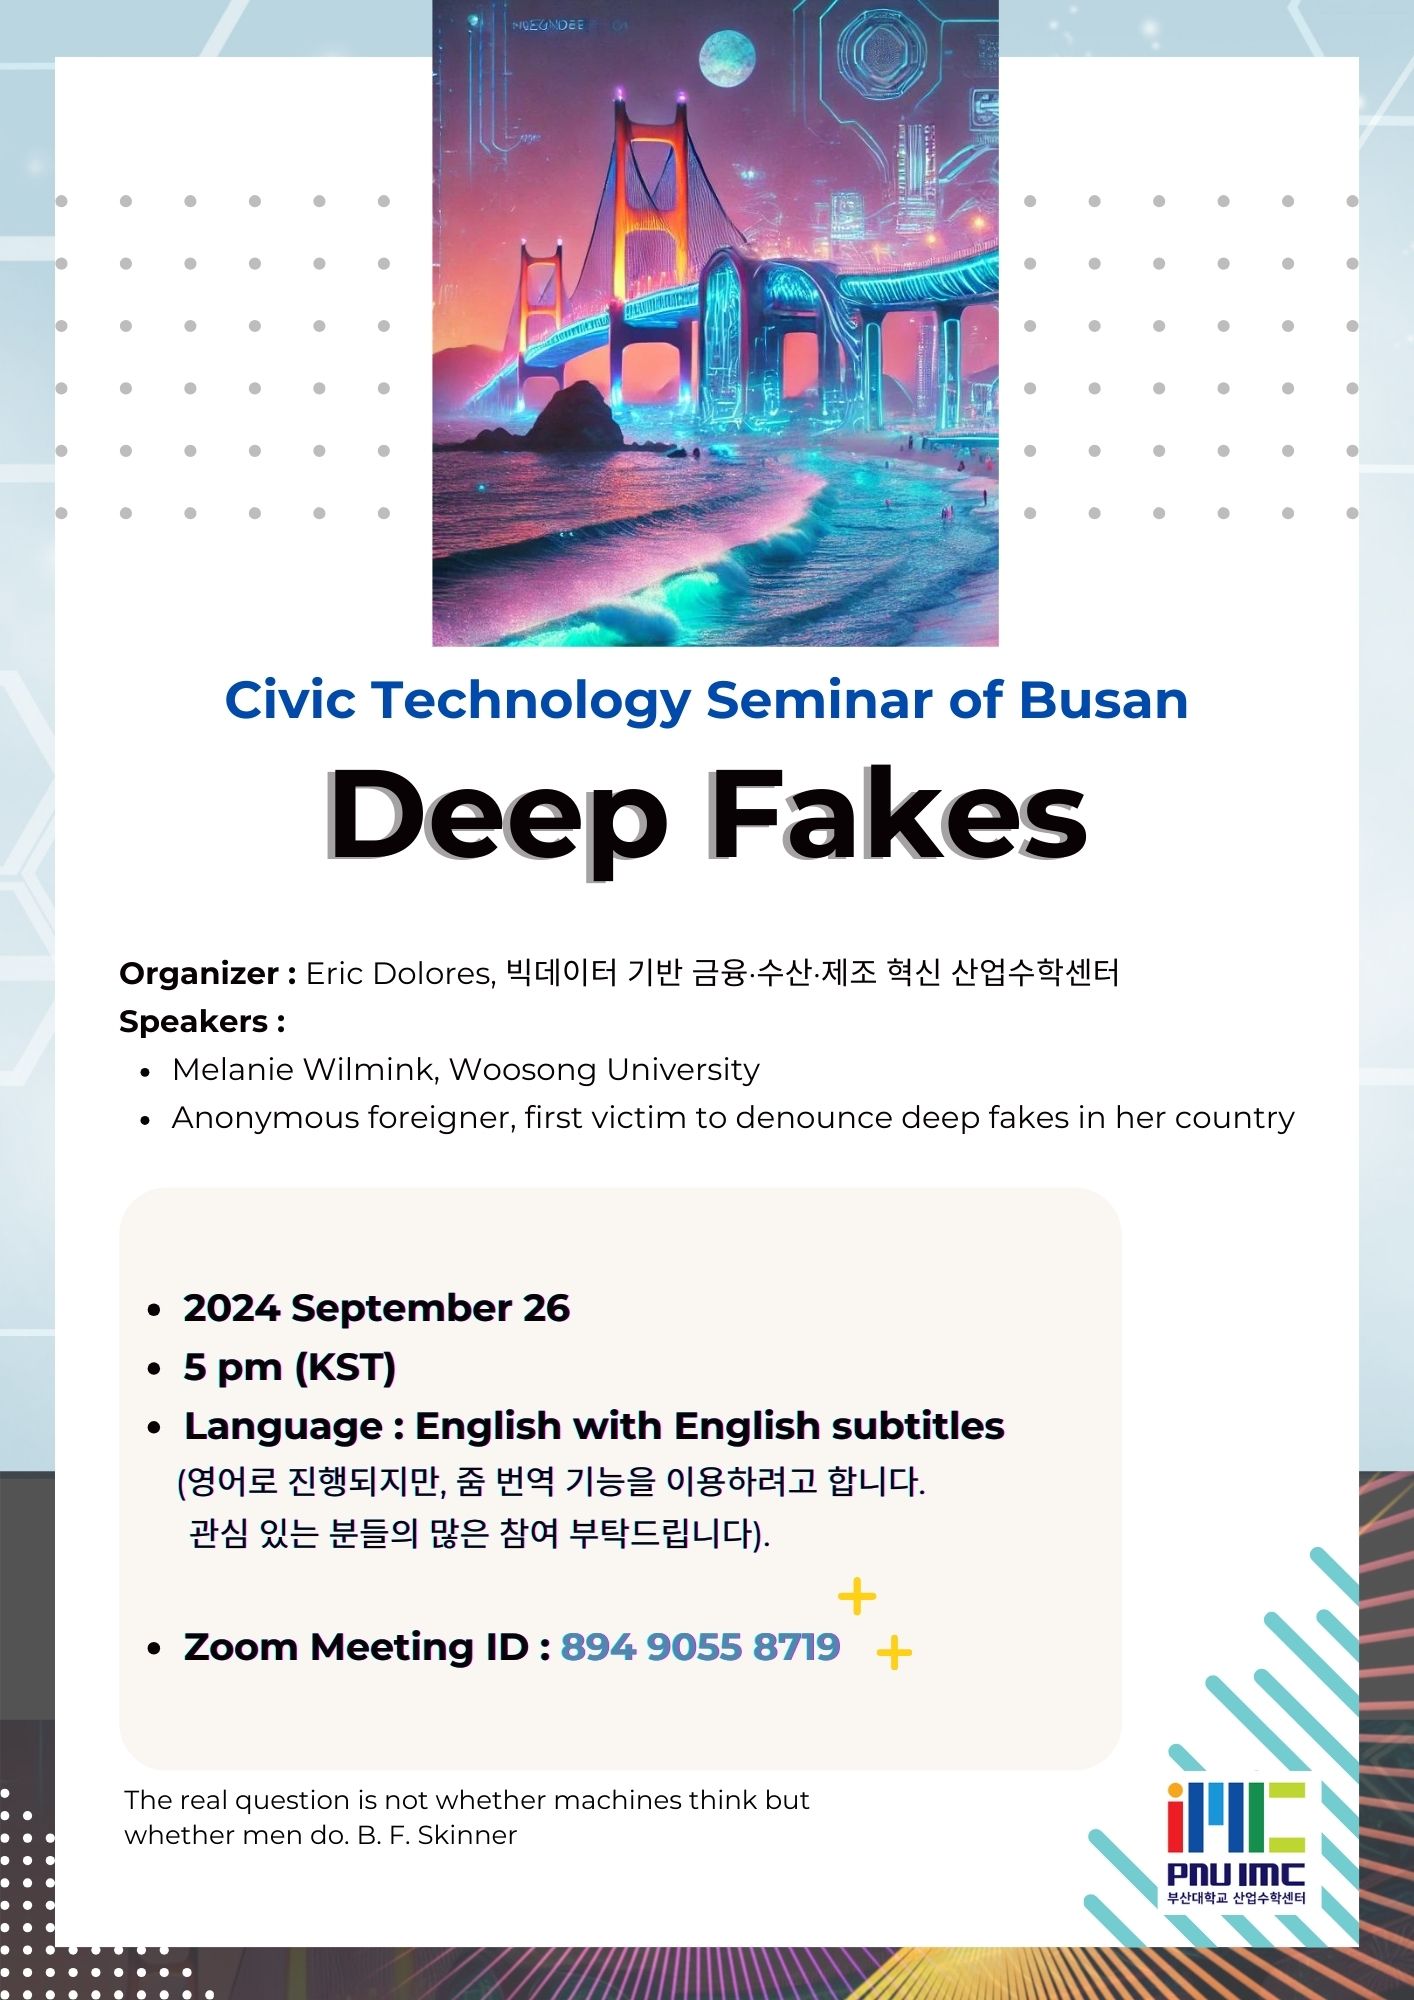 Civic Technology Seminar of Busan
Deep Fakes
Organizer : Eric Dolores, 빅데이터 기반 금융·수산·제조 혁신 산업수학센터
Speakers :
• Melanie Wilmink, Woosong University
• Anonymous foreigner, first victim to denounce deep fakes in her country
• 2024 September 26
• 5 pm (KST)
• Language : English with English subtitles
(영어로 진행되지만, 줌 번역 기능을 이용하려고 합니다.
관심 있는 분들의 많은 참여 부탁드립니다).
• Zoom Meeting ID : 894 9055 8719
The real question is not whether machines think but
whether men do. B. F. Skinner
iMC
PNU IMC
부산대학교 산업수학센터